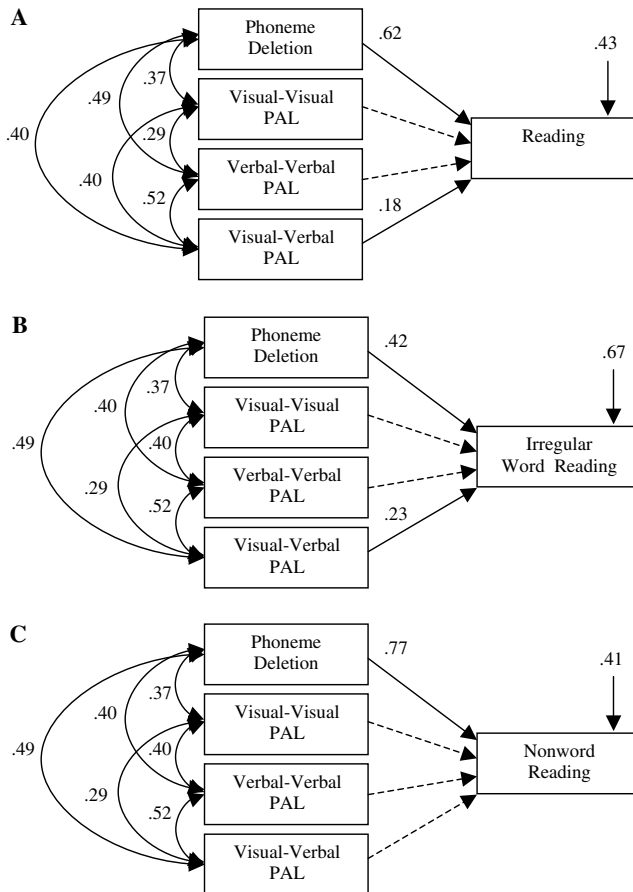 A
Phoneme
Deletion
.62
.43
.37
.49
Visual-Visual
PAL
Reading
.40
.29
Verbal-Verbal
PAL
.40
.52
.18
Visual-Verbal
PAL
B
Phoneme
Deletion
.42
.67
.37
.40
Visual-Visual
PAL
.49
.40
Irregular
Word Reading
Verbal-Verbal
PAL
.29
.52
.23
Visual-Verbal
PAL
C
Phoneme
Deletion
.77
.41
.37
.40
Visual-Visual
PAL
.49
.40
Nonword
Reading
Verbal-Verbal
PAL
.29
.52
Visual-Verbal
PAL